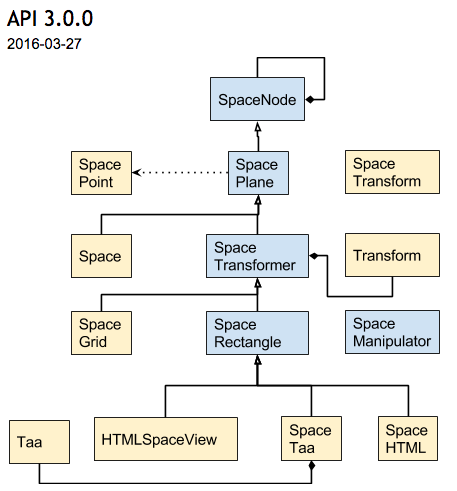 API 3.0.0
2016-03-27
SpaceNode
Space
Point
Space
Plane
Space
Transform
Space
Space
Transformer
Transform
Space
Grid
Space
Rectangle
Space
Manipulator
Taa
HTMLSpaceView
Space
Taa
Space
HTML